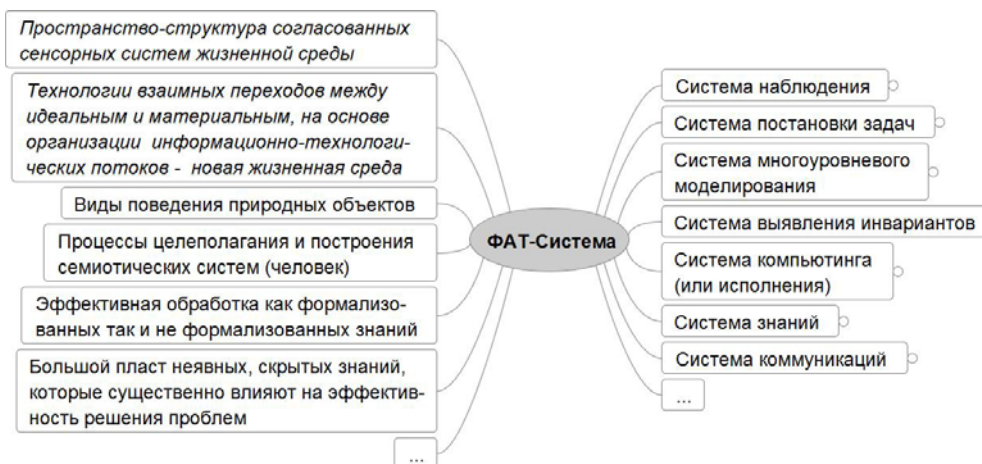 Пространство-структура согласованных
сенсорных систем жизненной среды
Технологии взаимных переходов между
идеальным и материальным, на основе
организации информационно-технологи-
ческих потоков - новая жизненная среда
Виды поведения природных объектов
Процессы целеполагания и построения
семиотических систем (человек)
Эффективная обработка как формализо-
ванных так и не формализованных знаний
Большой пласт неявных, скрытых знаний,
которые существенно влияют на эффектив-
ность решения проблем
...
ФАТ-Система
Система наблюдения
Система постановки задач
Система многоуровневого
моделирования
Система выявления инвариантов
Система компьютинга
(или исполнения)
Система знаний
Система коммуникаций
...